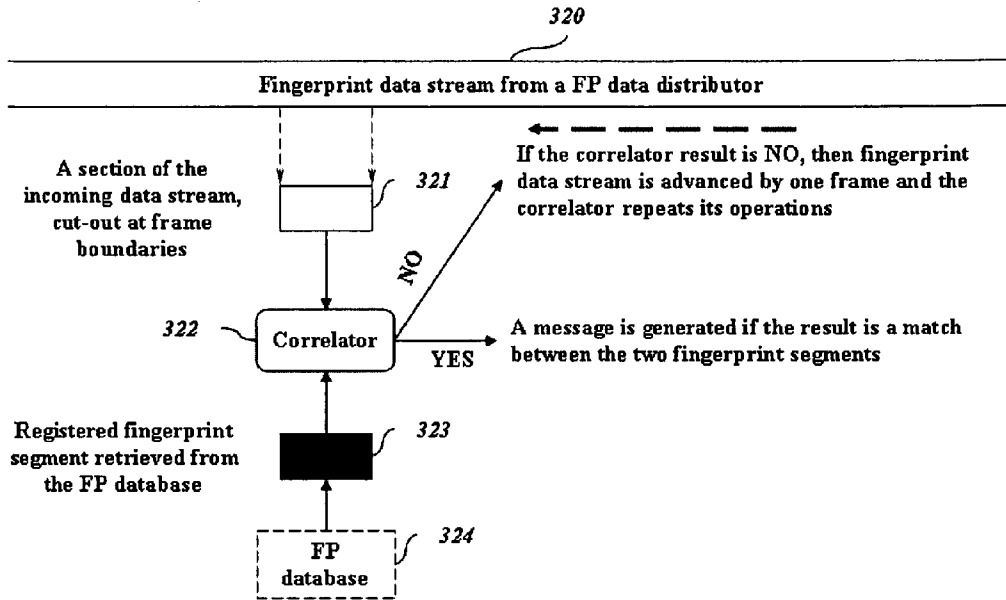 320
Fingerprint data stream from a FP data distributor
A section of the
incoming data stream,
cut-out at frame
boundaries
321
If the correlator result is NO, then fingerprint
data stream is advanced by one frame and the
correlator repeats its operations
NO
322
Correlator
YES
A message is generated if the result is a match
between the two fingerprint segments
Registered fingerprint
segment retrieved from
the FP database
323
FP
database
324